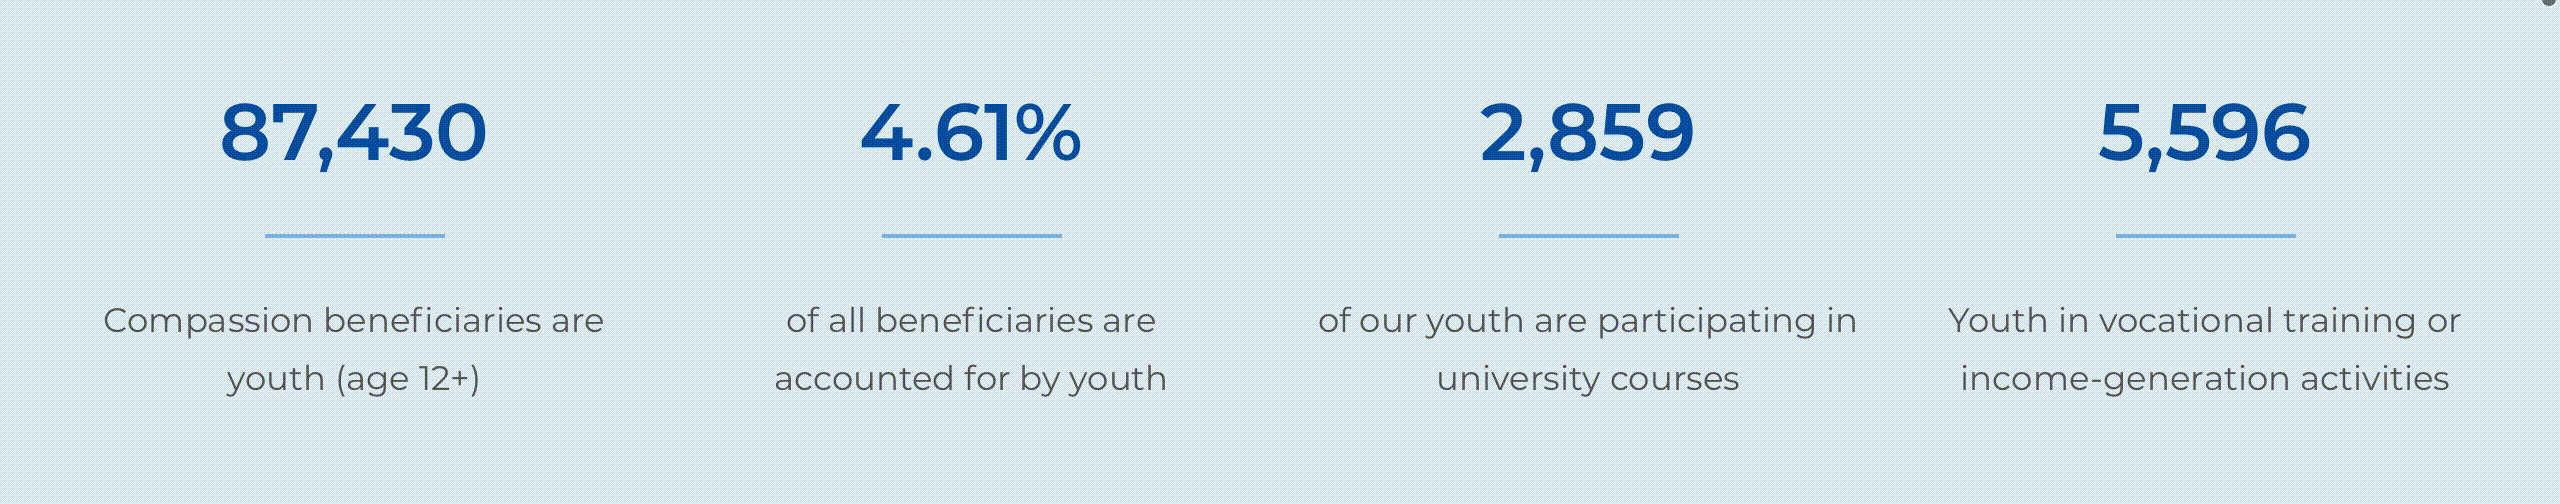 87,430
Compassion beneficiaries are
youth (age 12+)
4.61%
of all beneficiaries are
accounted for by youth
2,859
of our youth are participating in
university courses
5,596
Youth in vocational training or
income-generation activities